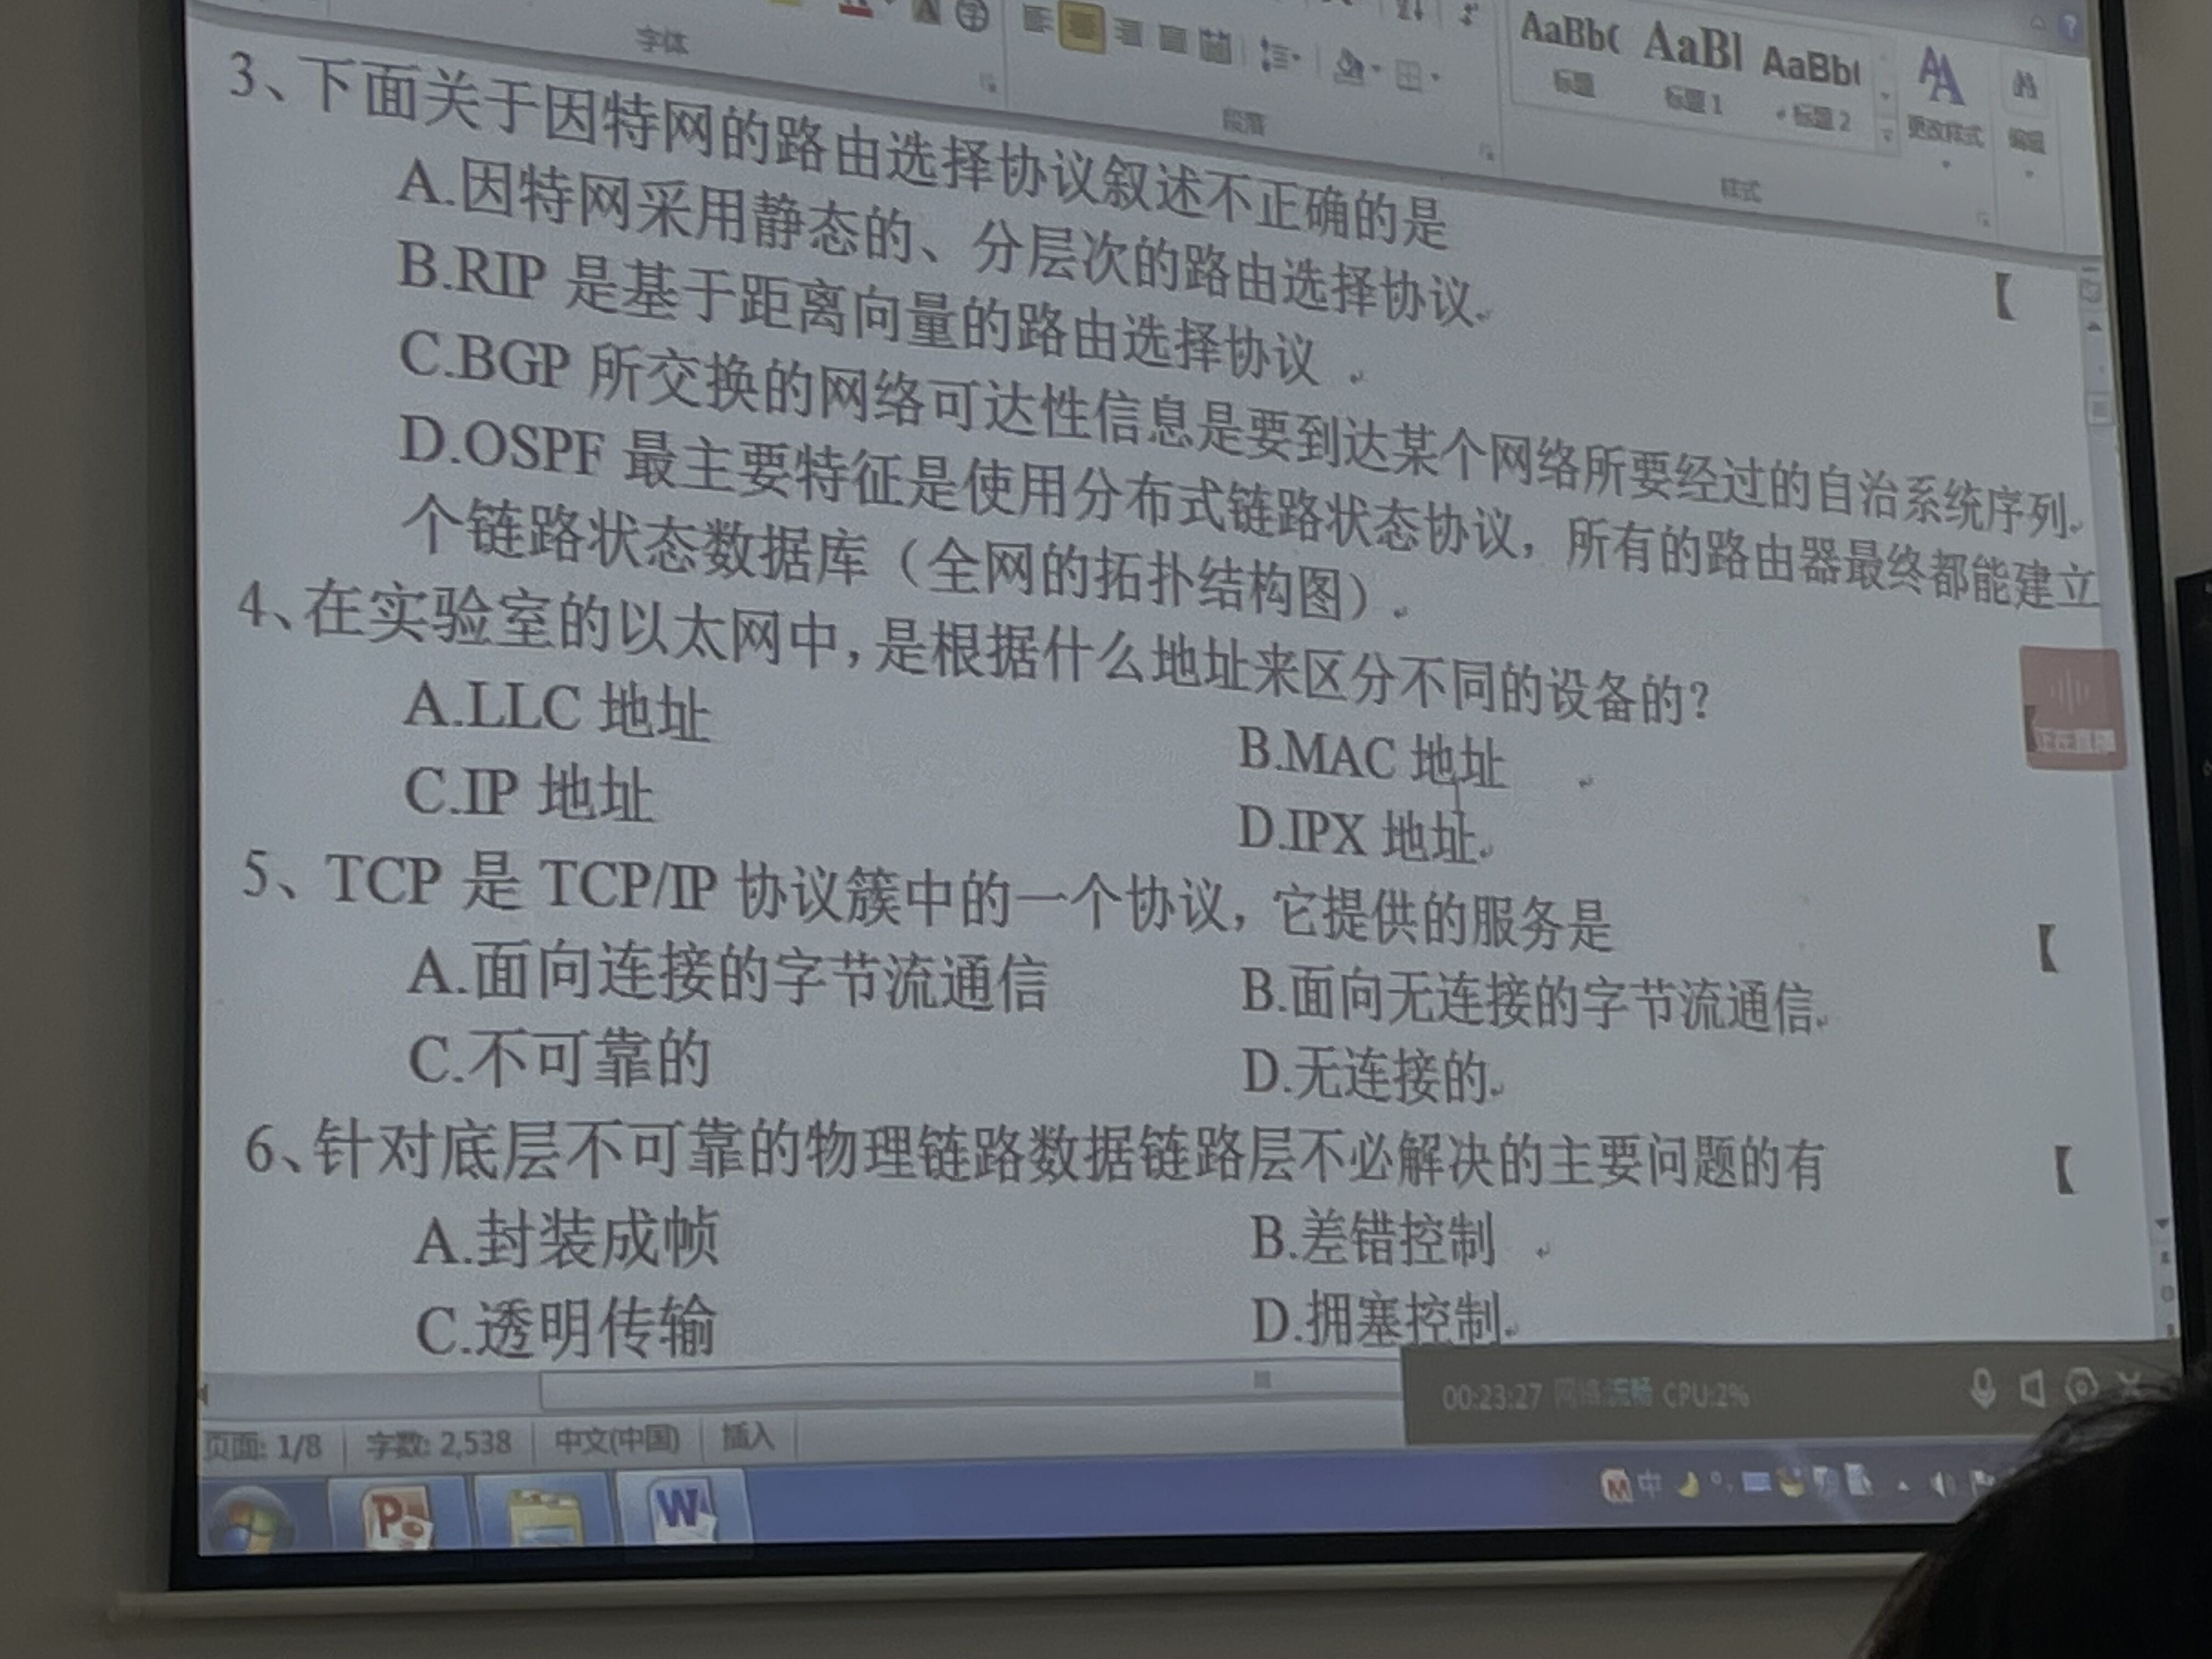 字体
段落
样式
AaBb( AaBl AaBbl
标题 标题 1 标题 2
更改样式 编辑
3、下面关于因特网的路由选择协议叙述不正确的是 【
A.因特网采用静态的、分层次的路由选择协议
B.RIP 是基于距离向量的路由选择协议
C.BGP 所交换的网络可达性信息是要到达某个网络所要经过的自治系统序列
D.OSPF 最主要特征是使用分布式链路状态协议，所有的路由器最终都能建立
个链路状态数据库（全网的拓扑结构图）
4、在实验室的以太网中,是根据什么地址来区分不同的设备的?
A.LLC 地址 B.MAC 地址
C.IP 地址 D.IPX 地址
5、TCP 是 TCP/IP 协议簇中的一个协议，它提供的服务是 【
A.面向连接的字节流通信 B.面向无连接的字节流通信
C.不可靠的 D.无连接的
6、针对底层不可靠的物理链路数据链路层不必解决的主要问题的有 【
A.封装成帧 B.差错控制
C.透明传输 D.拥塞控制
00:23:27 网络流畅 CPU:2%
页面: 1/8 字数: 2,538 中文(中国) 插入
中